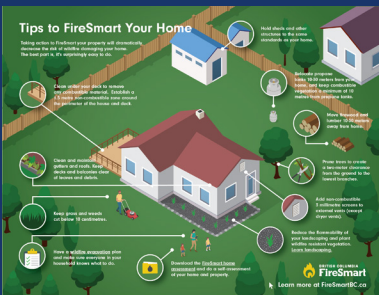 Tips to FireSmart Your Home
Taking action to FireSmart your property will dramatically
decrease the risk of wildfire damaging your home.
The best part is, it's surprisingly easy to do.
Hold sheds and other
structures to the same
standards as your home.
Clean under your deck to remove
any combustible material. Establish a
1.5 metre non-combustible zone around
the perimeter of the house and deck.
Relocate propane
tanks 10 metres from your
home, and keep combustible
vegetation a minimum of 10
metres from propane tanks.
Move firewood and
lumber 10-30 metres
away from home.
Clean and maintain
gutters and roofs. Keep
decks and balconies clear
of leaves and debris.
Prune trees to create
a two-metre clearance
from the ground to the
lowest branches.
Add non-combustible
3 millimetre screens to
external vents (except
dryer vents).
Keep grass and weeds
cut below 10 centimetres.
Reduce the flammability of
your landscaping and plant
wildfire resistant vegetation.
Learn landscaping.
Have a wildfire evacuation plan
and make sure everyone in your
household knows what to do.
Download the FireSmart home
assessment and do a self-assessment
of your home and property.
BRITISH COLUMBIA
FireSmart
Learn more at FireSmartBC.ca